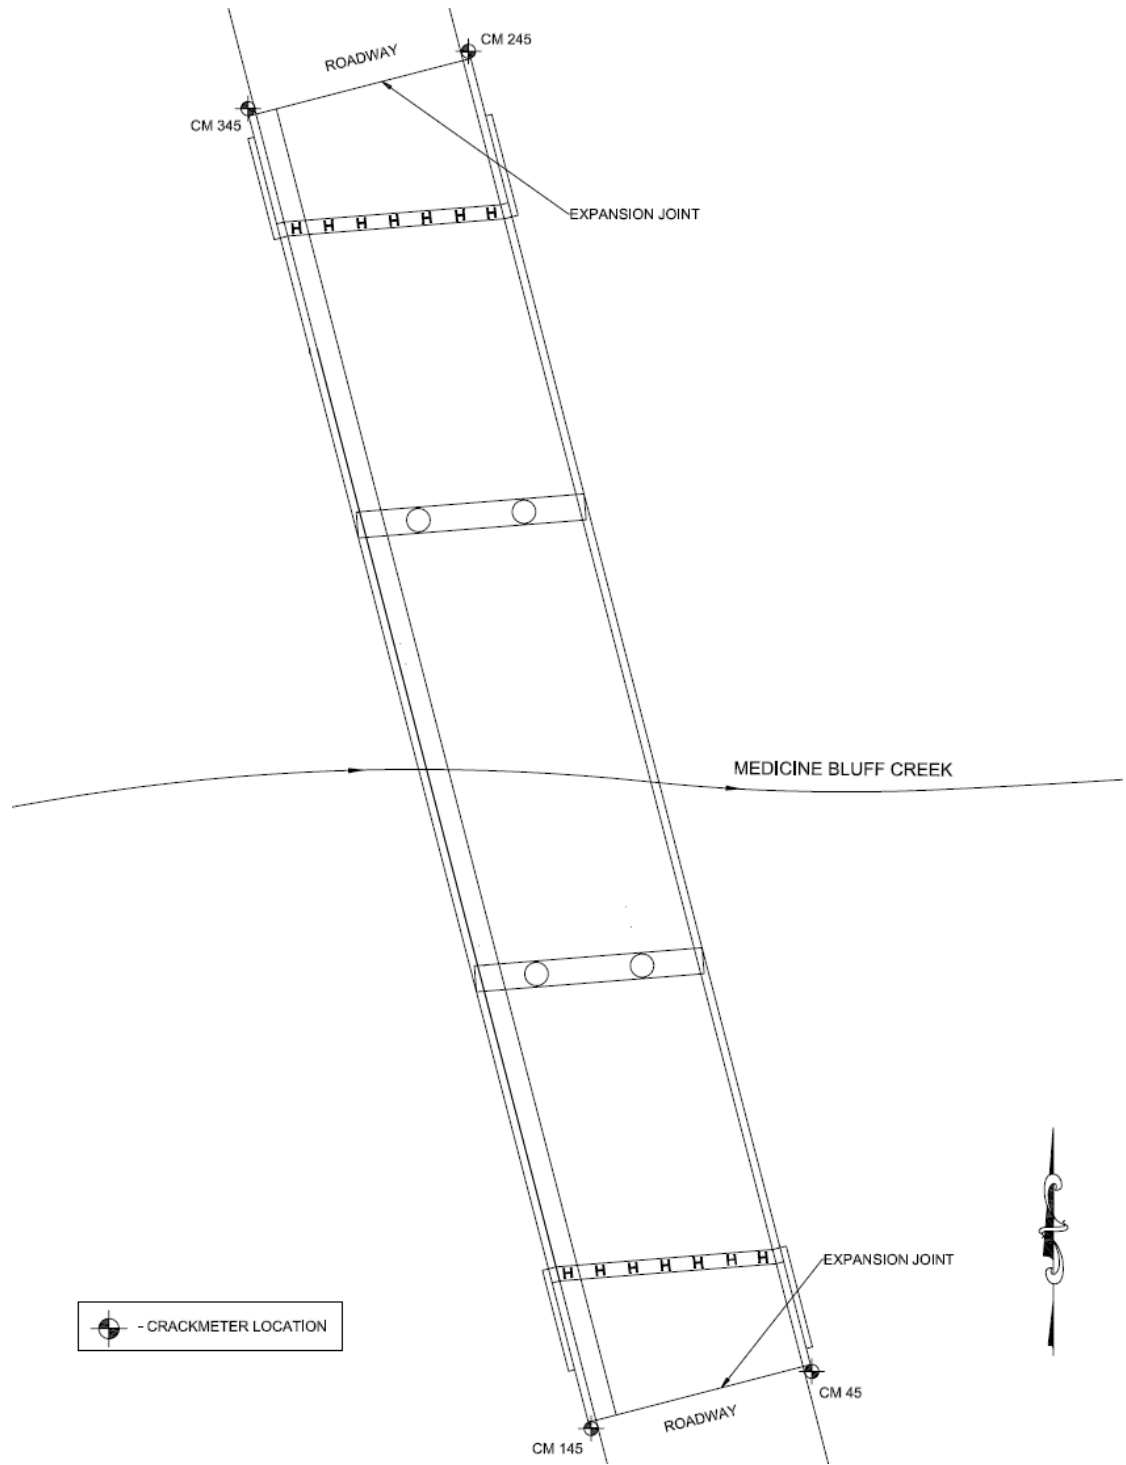 CM 245
ROADWAY
CM 345
EXPANSION JOINT
H H H H H H H
MEDICINE BLUFF CREEK
EXPANSION JOINT
H H H H H H H
- CRACKMETER LOCATION
CM 45
ROADWAY
CM 145